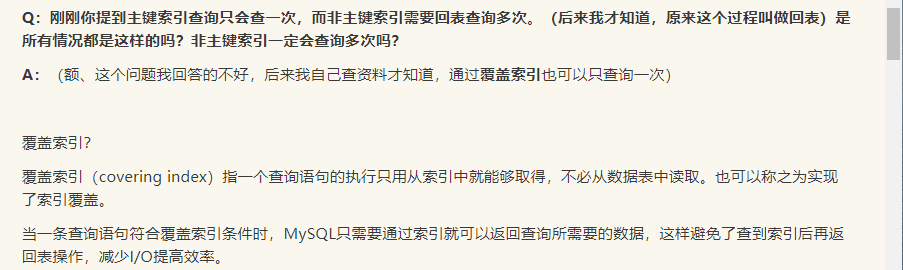 Q：刚刚你提到主键索引查询只会查一次，而非主键索引需要回表查询多次。（后来我才知道，原来这个过程叫做回表）是
所有情况都是这样的吗？非主键索引一定会查询多次吗？
A：（额、这个问题我回答的不好，后来我自己查资料才知道，通过覆盖索引也可以只查询一次）
覆盖索引？
覆盖索引（covering index）指一个查询语句的执行只用从索引中就能够取得，不必从数据表中读取。也可以称之为实现
了索引覆盖。
当一条查询语句符合覆盖索引条件时，MySQL只需要通过索引就可以返回查询所需要的数据，这样避免了查到索引后再返
回表操作，减少I/O提高效率。